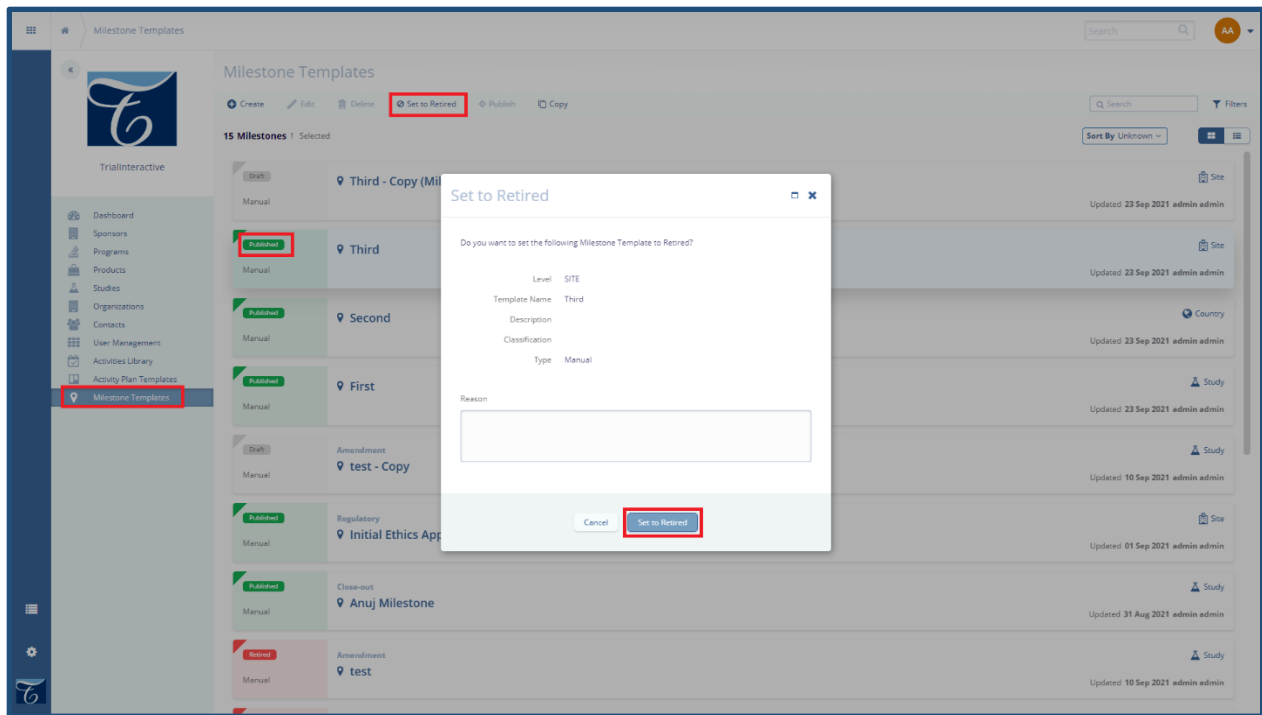 Milestone Templates
Search
AA
Trialinteractive
Dashboard
Sponsors
Programs
Products
Studies
Organizations
Contacts
User Management
Activities Library
Activity Plan Templates
Milestone Templates
Milestone Templates
Create Edit Delete Set to Retired Publish Copy
Search Filters
15 Milestones 1 Selected
Sort By Unknown
Draft
Manual
Third - Copy (Mil
Site
Updated 23 Sep 2021 admin admin
Published
Manual
Third
Site
Updated 23 Sep 2021 admin admin
Published
Manual
Second
Country
Updated 23 Sep 2021 admin admin
Published
Manual
First
Study
Updated 23 Sep 2021 admin admin
Draft
Manual
Amendment
test - Copy
Study
Updated 10 Sep 2021 admin admin
Published
Manual
Regulatory
Initial Ethics App
Site
Updated 01 Sep 2021 admin admin
Published
Manual
Close-out
Anuj Milestone
Study
Updated 31 Aug 2021 admin admin
Retired
Manual
Amendment
test
Study
Updated 10 Sep 2021 admin admin
Set to Retired
Do you want to set the following Milestone Template to Retired?
Level SITE
Template Name Third
Description
Classification
Type Manual
Reason
Cancel Set to Retired